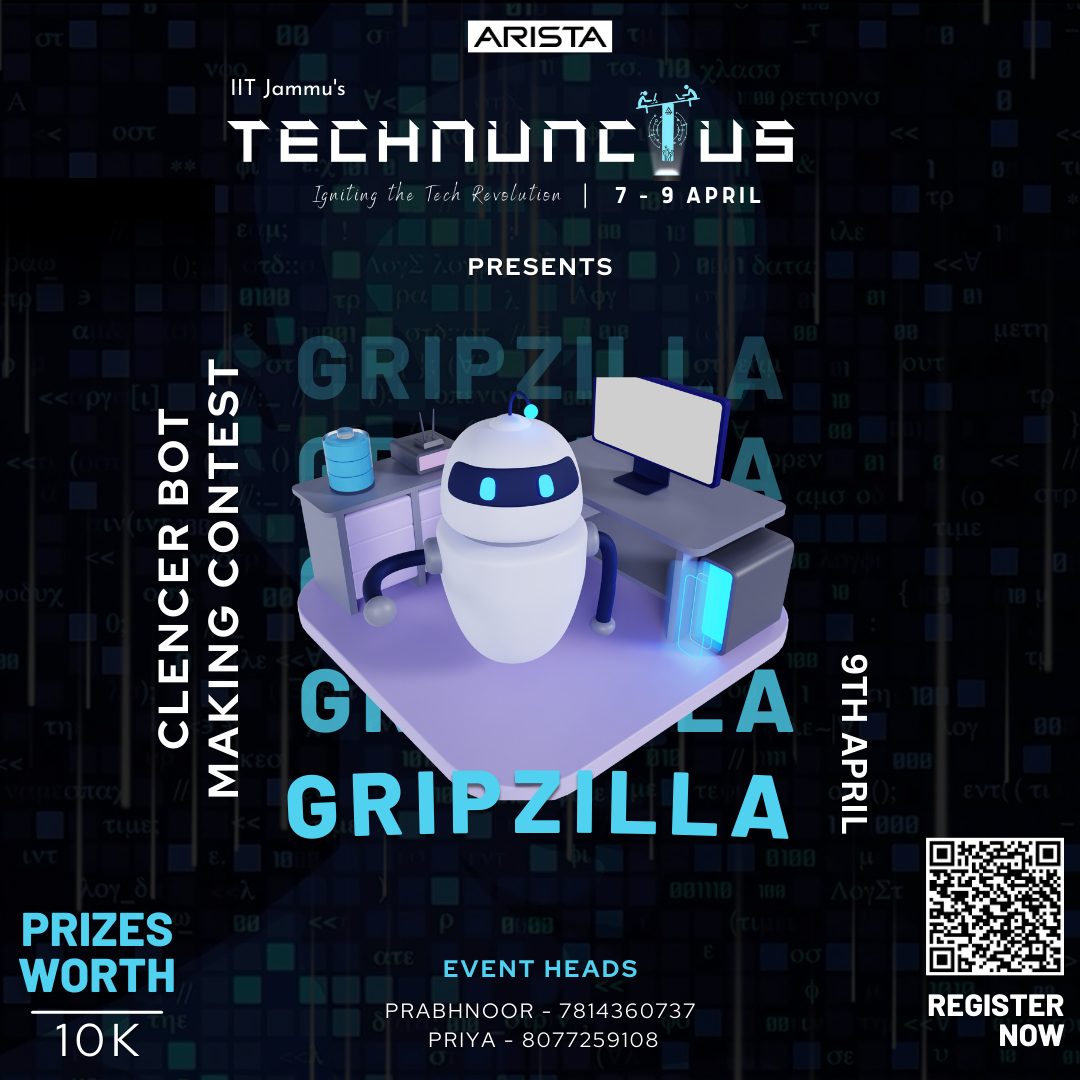 ARISTA
IIT Jammu's
TECHNUNCTUS
Igniting the Tech Revolution | 7 - 9 APRIL
PRESENTS
GRIPZILLA
CLENCER BOT
MAKING CONTEST
GRIPZILLA
9TH APRIL
PRIZES
WORTH
10K
EVENT HEADS
PRABHNOOR - 7814360737
PRIYA - 8077259108
REGISTER
NOW